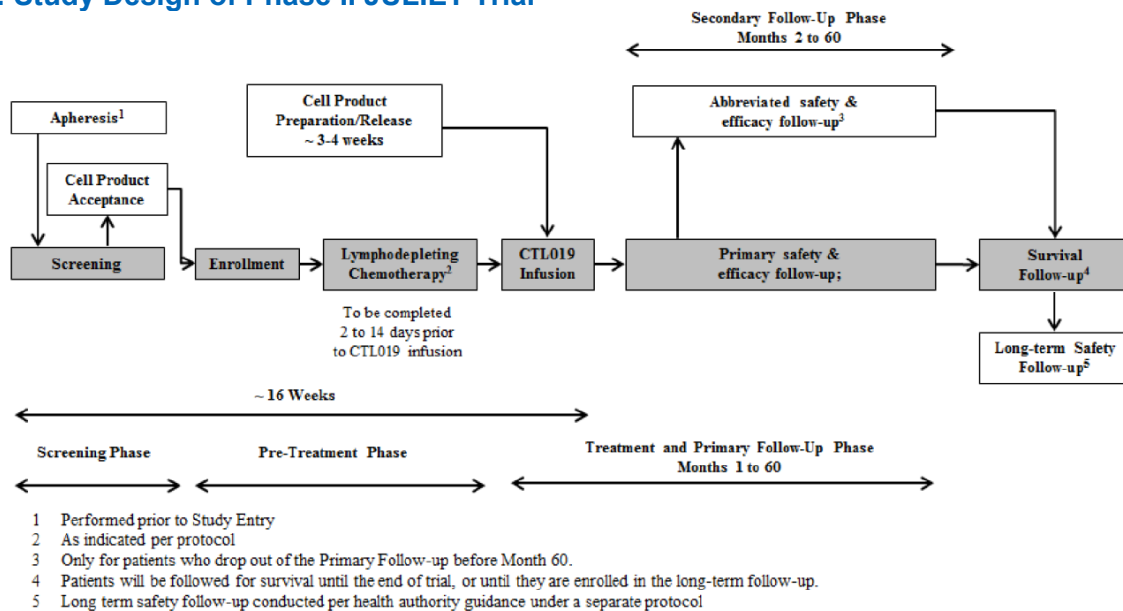 Study Design of Phase II JULIET Trial
Secondary Follow-Up Phase
Months 2 to 60
Apheresis1
Cell Product
Preparation/Release
~ 3-4 weeks
Abbreviated safety &
efficacy follow-up3
Cell Product
Acceptance
Screening
Enrollment
Lymphodepleting
Chemotherapy2
CTL019
Infusion
Primary safety &
efficacy follow-up;
Survival
Follow-up4
To be completed
2 to 14 days prior
to CTL019 infusion
Long-term Safety
Follow-up5
~ 16 Weeks
Screening Phase
Pre-Treatment Phase
Treatment and Primary Follow-Up Phase
Months 1 to 60
1 Performed prior to Study Entry
2 As indicated per protocol
3 Only for patients who drop out of the Primary Follow-up before Month 60.
4 Patients will be followed for survival until the end of trial, or until they are enrolled in the long-term follow-up.
5 Long term safety follow-up conducted per health authority guidance under a separate protocol